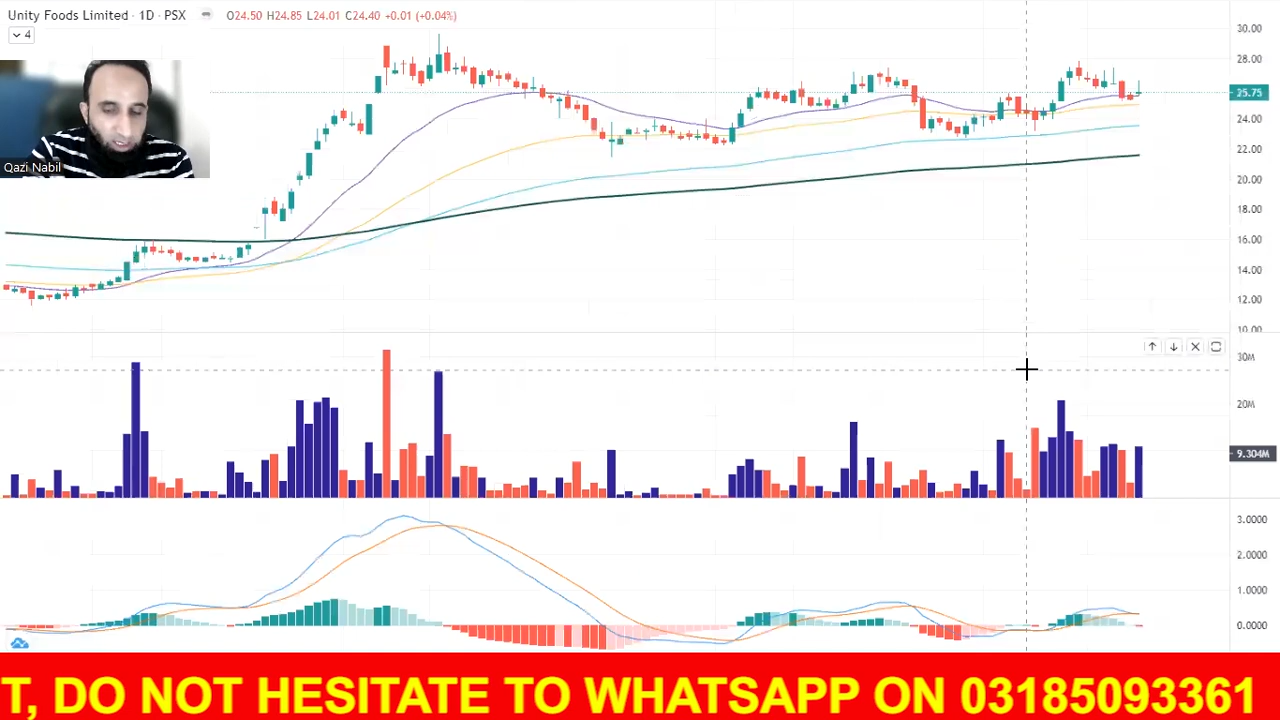 Unity Foods Limited · 1D · PSX O24.50 H24.85 L24.01 C24.40 +0.01 (+0.04%)
4
Qazi Nabil
30.00
28.00
25.75
24.00
22.00
20.00
18.00
16.00
14.00
12.00
10.00
30M
20M
9.304M
3.0000
2.0000
1.0000
0.0000
T, DO NOT HESITATE TO WHATSAPP ON 03185093361